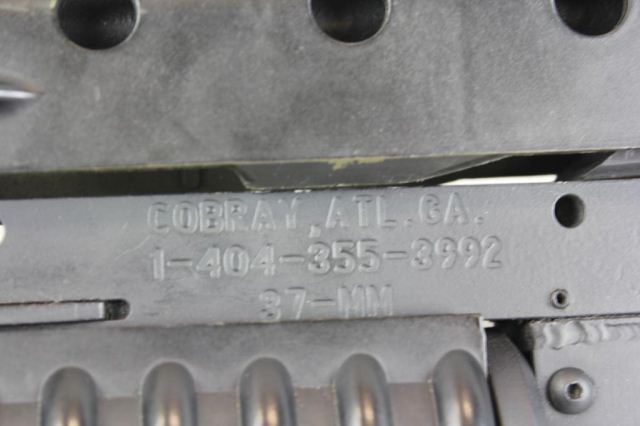 COBRAY, ATL. GA.
1-404-355-3992
37-MM